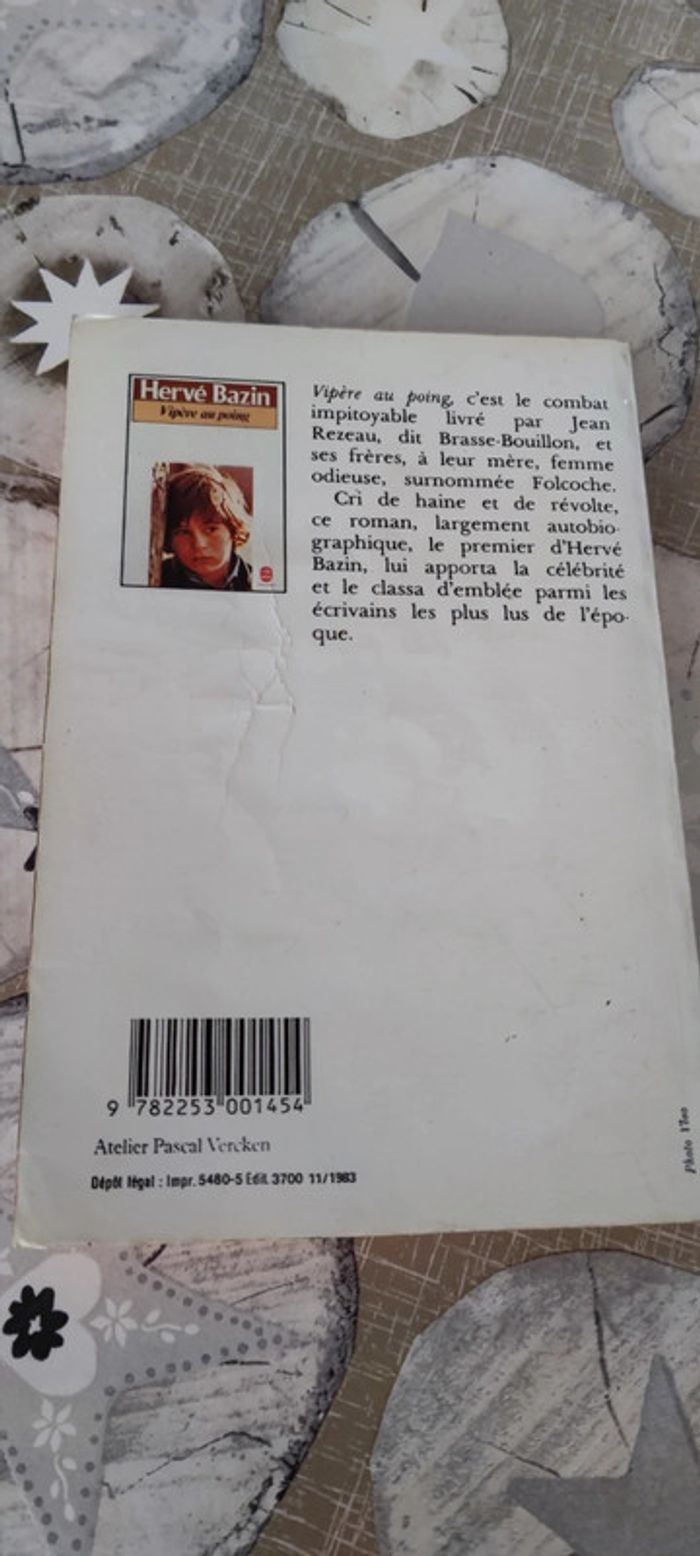 Hervé Bazin
Vipère au poing
Vipère au poing, c'est le combat
impitoyable livré par Jean
Rezeau, dit Brasse-Bouillon, et
ses frères, à leur mère, femme
odieuse, surnommée Folcoche.
Cri de haine et de révolte,
ce roman, largement autobio-
graphique, le premier d'Hervé
Bazin, lui apporta la célébrité
et le classa d'emblée parmi les
écrivains les plus lus de l'épo-
que.
9 782253 001454
Atelier Pascal Vercken
Dépôt légal : Impr. 5480-5 Edit. 3700 11/1983
Photo